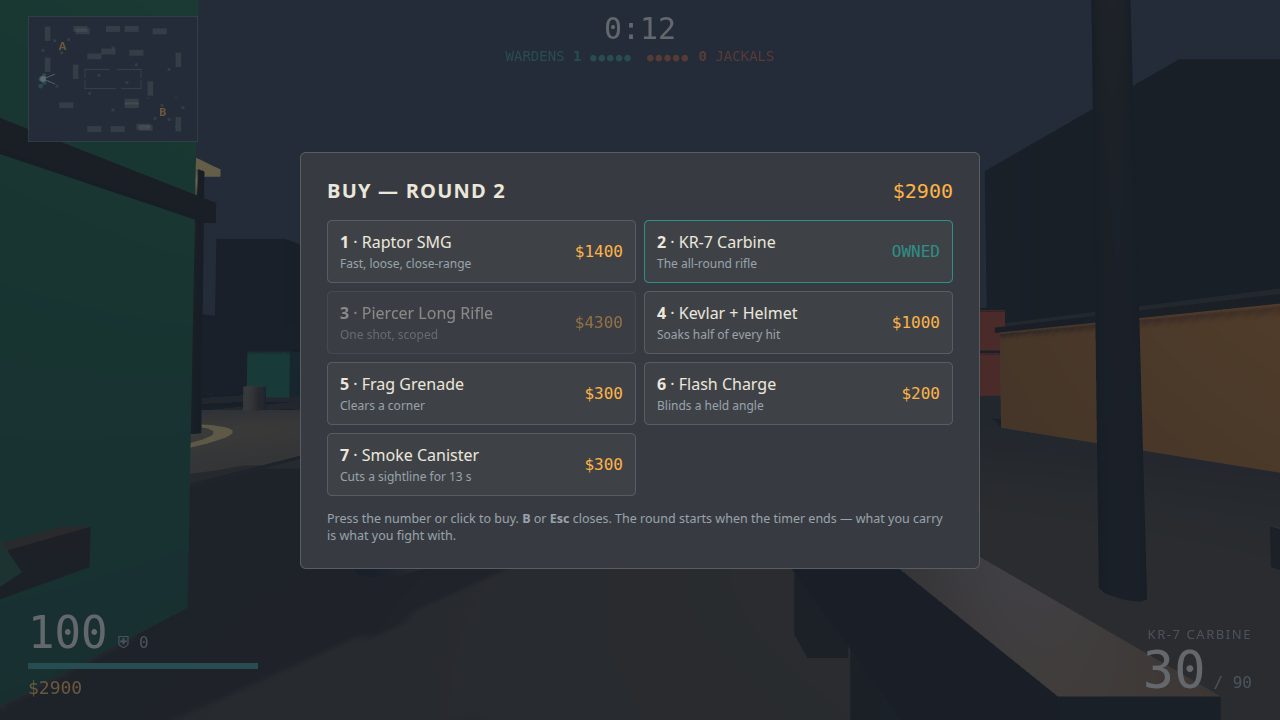 A
B
0:12
WARDENS 1 ●●●●● ●●●●● 0 JACKALS
BUY — ROUND 2
$2900
1 · Raptor SMG
Fast, loose, close-range
$1400
2 · KR-7 Carbine
The all-round rifle
OWNED
3 · Piercer Long Rifle
One shot, scoped
$4300
4 · Kevlar + Helmet
Soaks half of every hit
$1000
5 · Frag Grenade
Clears a corner
$300
6 · Flash Charge
Blinds a held angle
$200
7 · Smoke Canister
Cuts a sightline for 13 s
$300
Press the number or click to buy. B or Esc closes. The round starts when the timer ends — what you carry
is what you fight with.
100 0
$2900
KR-7 CARBINE
30 / 90